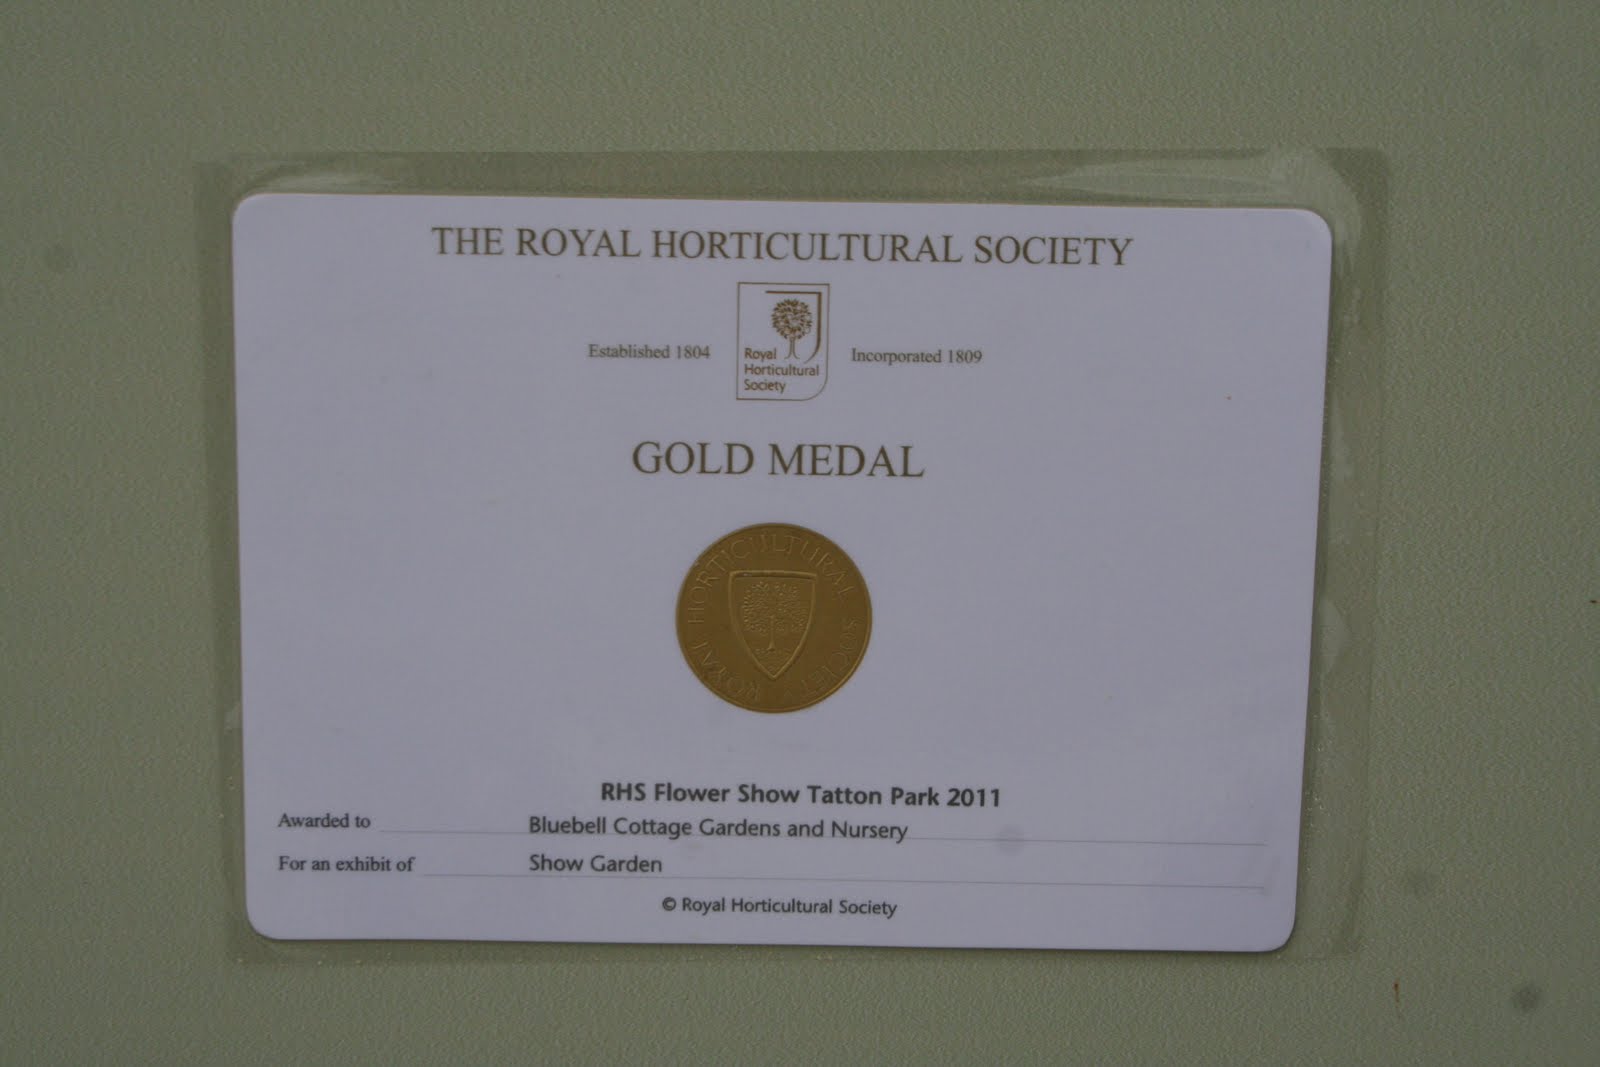 THE ROYAL HORTICULTURAL SOCIETY
Established 1804
Royal
Horticultural
Society
Incorporated 1809
GOLD MEDAL
ROYAL HORTICULTURAL SOCIETY
RHS Flower Show Tatton Park 2011
Awarded to Bluebell Cottage Gardens and Nursery
For an exhibit of Show Garden
© Royal Horticultural Society